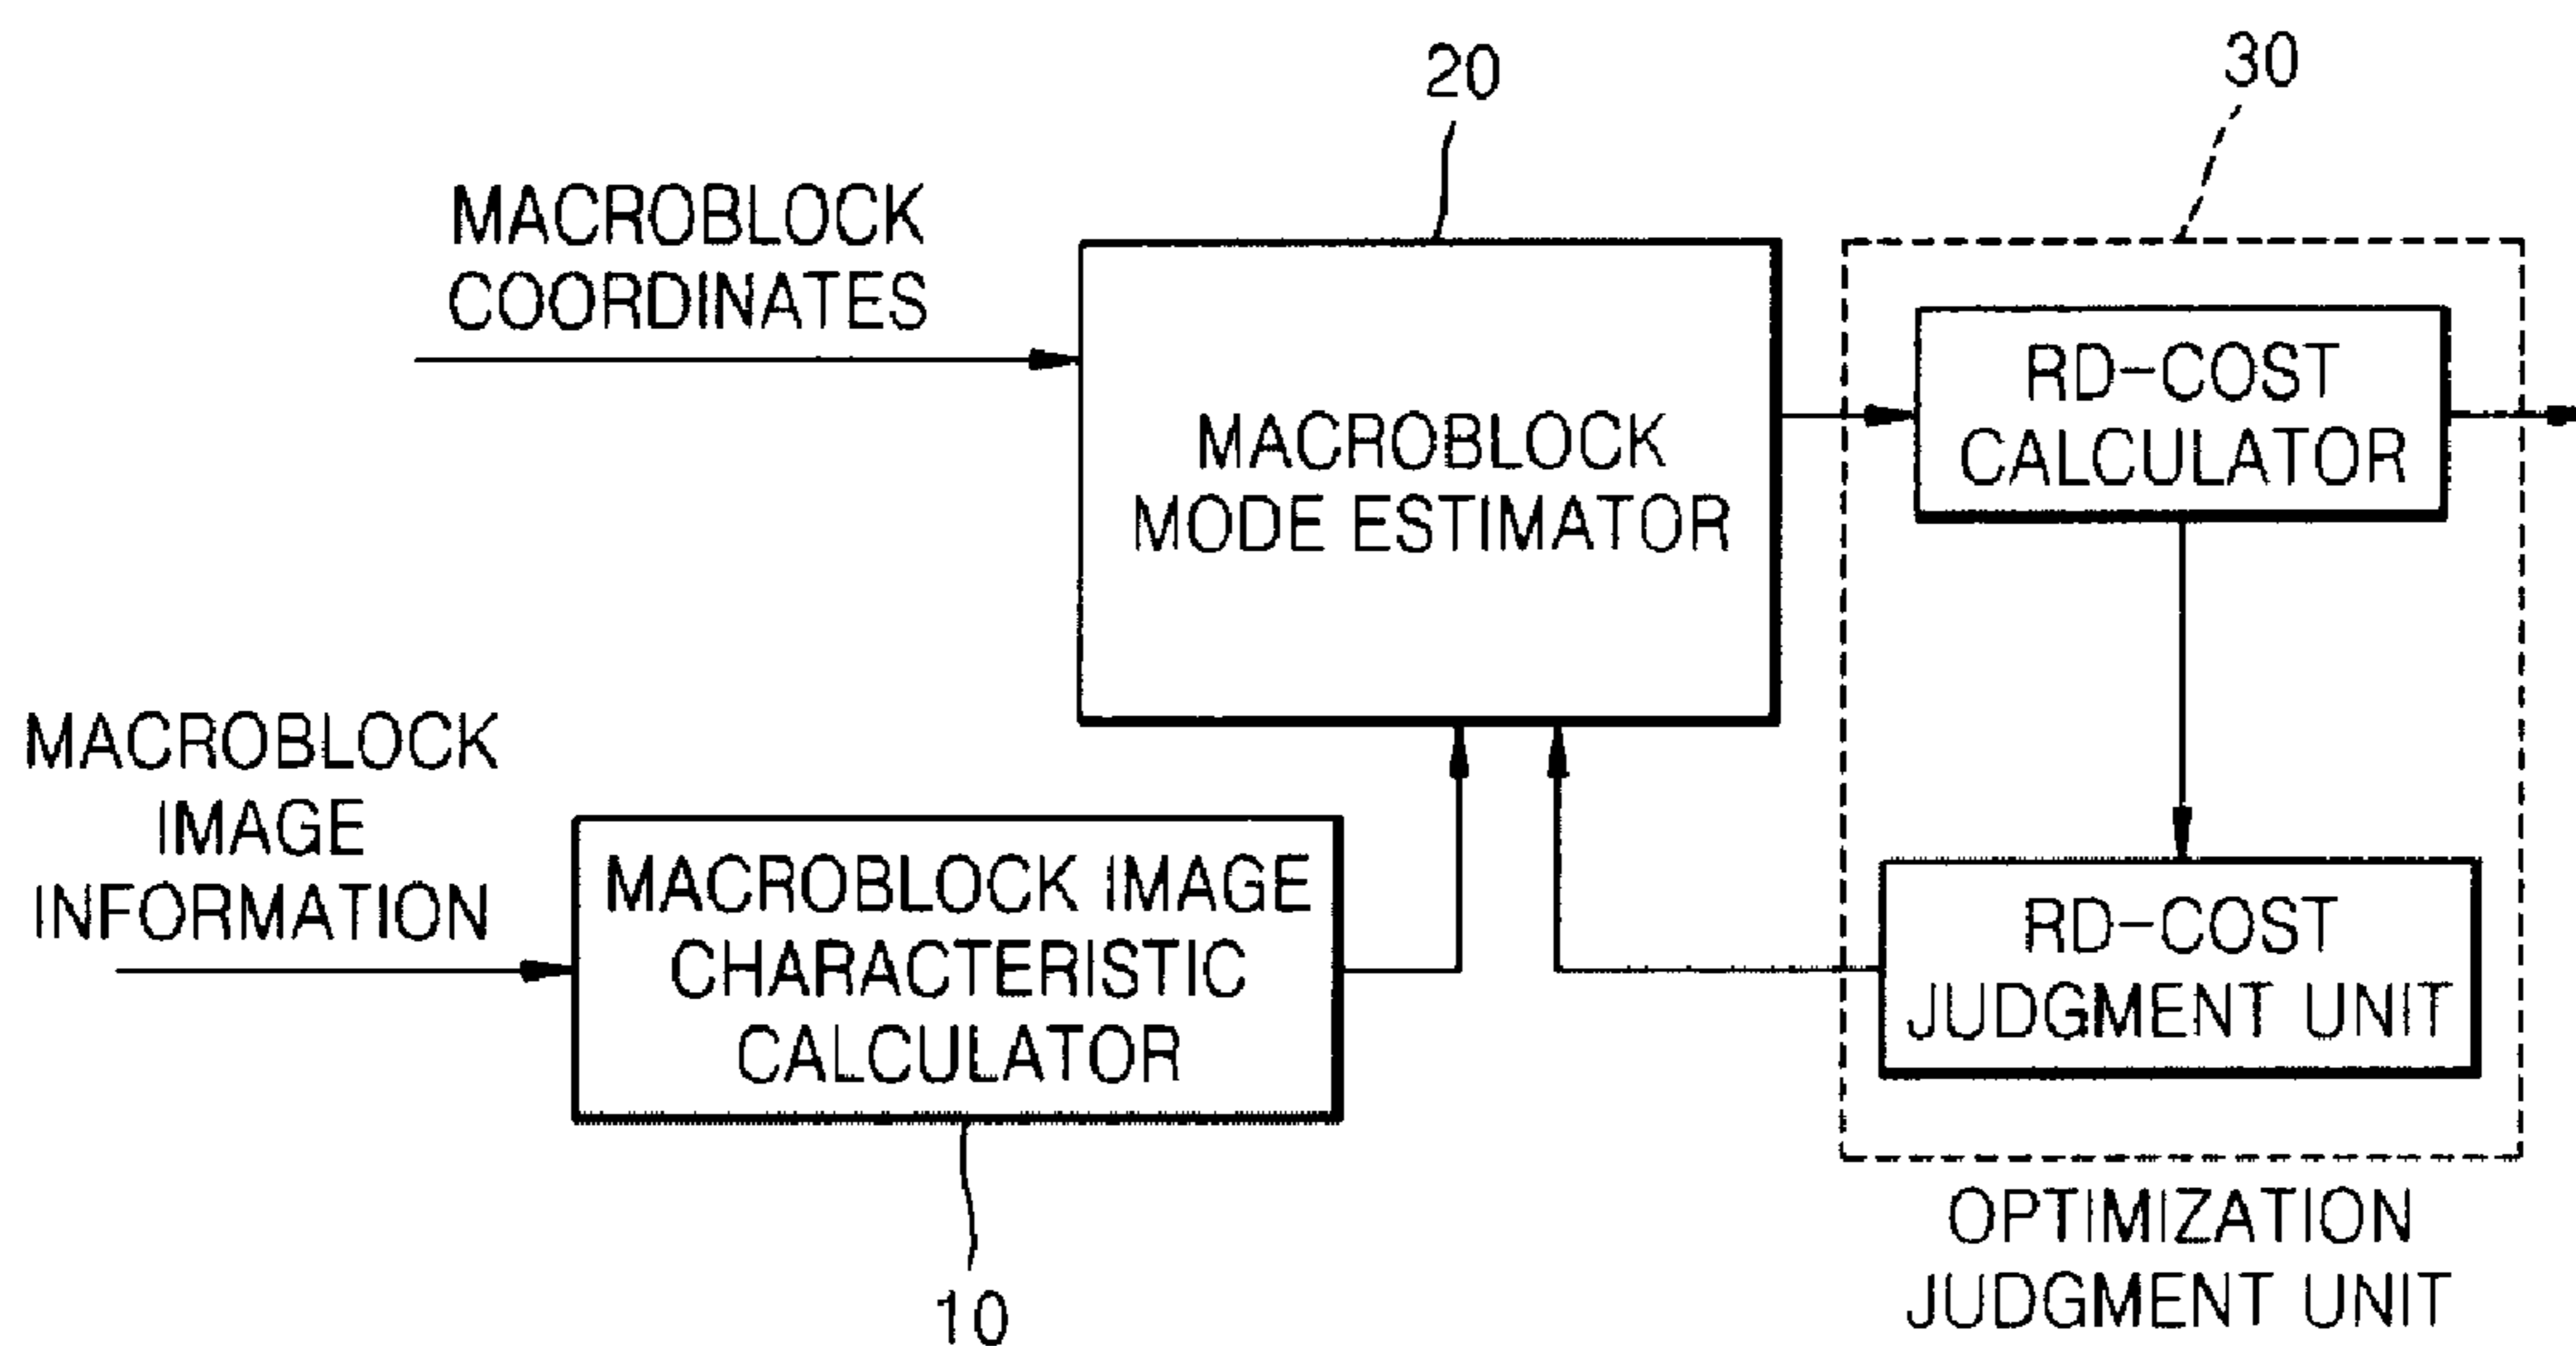 20
30
MACROBLOCK
COORDINATES
MACROBLOCK
MODE ESTIMATOR
RD-COST
CALCULATOR
MACROBLOCK
IMAGE
INFORMATION
MACROBLOCK IMAGE
CHARACTERISTIC
CALCULATOR
RD-COST
JUDGMENT UNIT
10
OPTIMIZATION
JUDGMENT UNIT